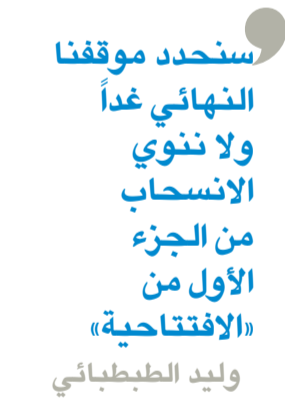 سنحدد موقفنا
النهائي غداً
ولا ننوي
الانسحاب
من الجزء
الأول من
«الافتتاحية»
وليد الطبطبائي